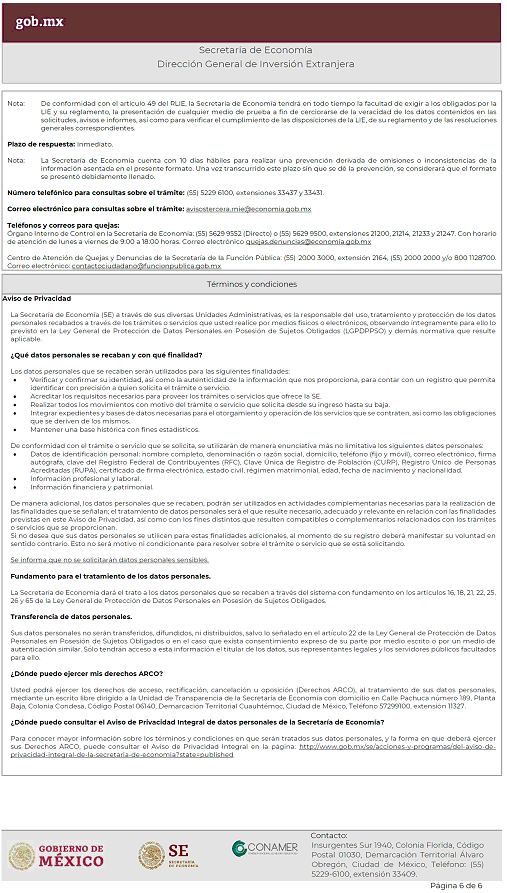 gob.mx
Secretaría de Economía
Dirección General de Inversión Extranjera
Nota: De conformidad con el artículo 49 del RLIE, la Secretaría de Economía tendrá en todo tiempo la facultad de exigir a los obligados por la
LIE y su reglamento, la presentación de cualquier medio de prueba a fin de cerciorarse de la veracidad de los datos contenidos en las
solicitudes, avisos e informes, así como para verificar el cumplimiento de las disposiciones de la LIE, de su reglamento y de las resoluciones
generales correspondientes.
Plazo de respuesta: Inmediato.
Nota: La Secretaría de Economía cuenta con 10 días hábiles para realizar una prevención derivada de omisiones o inconsistencias de la
información asentada en el presente formato. Una vez transcurrido este plazo sin que se dé la prevención, se considerará que el formato
se presentó debidamente llenado.
Número telefónico para consultas sobre el trámite: (55) 5229 6100, extensiones 33437 y 33431.
Correo electrónico para consultas sobre el trámite: avisostercera.rnie@economia.gob.mx
Teléfonos y correos para quejas:
Órgano Interno de Control en la Secretaría de Economía: (55) 5629 9552 (Directo) o (55) 5629 9500, extensiones 21200, 21214, 21233 y 21247. Con horario
de atención de lunes a viernes de 9:00 a 18:00 horas. Correo electrónico quejas.denuncias@economia.gob.mx
Centro de Atención de Quejas y Denuncias de la Secretaría de la Función Pública: (55) 2000 3000, extensión 2164, (55) 2000 2000 y/o 800 1128700.
Correo electrónico: contactociudadano@funcionpublica.gob.mx
Términos y condiciones
Aviso de Privacidad
La Secretaría de Economía (SE) a través de sus diversas Unidades Administrativas, es la responsable del uso, tratamiento y protección de los datos
personales recabados a través de los trámites o servicios que usted realice por medios físicos o electrónicos, observando íntegramente para ello lo
previsto en la Ley General de Protección de Datos Personales en Posesión de Sujetos Obligados (LGPDPPSO) y demás normativa que resulte
aplicable.
¿Qué datos personales se recaban y con qué finalidad?
Los datos personales que se recaben serán utilizados para las siguientes finalidades:
• Verificar y confirmar su identidad, así como la autenticidad de la información que nos proporciona, para contar con un registro que permita
identificar con precisión a quien solicita el trámite o servicio.
• Acreditar los requisitos necesarios para proveer los trámites o servicios que ofrece la SE.
• Realizar todos los movimientos con motivo del trámite o servicio que solicita desde su ingreso hasta su baja.
• Integrar expedientes y bases de datos necesarias para el otorgamiento y operación de los servicios que se contraten, así como las obligaciones
que se deriven de los mismos.
• Mantener una base histórica con fines estadísticos.
De conformidad con el trámite o servicio que se solicita, se utilizarán de manera enunciativa más no limitativa los siguientes datos personales:
• Datos de identificación personal: nombre completo, denominación o razón social, domicilio, teléfono (fijo y móvil), correo electrónico, firma
autógrafa, clave del Registro Federal de Contribuyentes (RFC), Clave Única de Registro de Población (CURP), Registro Único de Personas
Acreditadas (RUPA), certificado de firma electrónica, estado civil, régimen matrimonial, edad, fecha de nacimiento y nacionalidad.
• Información profesional y laboral.
• Información financiera y patrimonial.
De manera adicional, los datos personales que se recaben, podrán ser utilizados en actividades complementarias necesarias para la realización de
las finalidades que se señalan; el tratamiento de datos personales será el que resulte necesario, adecuado y relevante en relación con las finalidades
previstas en este Aviso de Privacidad, así como con los fines distintos que resulten compatibles o complementarios relacionados con los trámites
o servicios que se proporcionan.
Si no desea que sus datos personales se utilicen para estas finalidades adicionales, al momento de su registro deberá manifestar su voluntad en
sentido contrario. Esto no será motivo ni condicionante para resolver sobre el trámite o servicio que se está solicitando.
Se informa que no se solicitarán datos personales sensibles.
Fundamento para el tratamiento de los datos personales.
La Secretaría de Economía dará el trato a los datos personales que se recaben a través del sistema con fundamento en los artículos 16, 18, 21, 22, 25,
26 y 65 de la Ley General de Protección de Datos Personales en Posesión de Sujetos Obligados.
Transferencia de datos personales.
Sus datos personales no serán transferidos, difundidos, ni distribuidos, salvo lo señalado en el artículo 22 de la Ley General de Protección de Datos
Personales en Posesión de Sujetos Obligados o en el caso de que exista consentimiento expreso de su parte por medio escrito o por un medio de
autenticación similar. Sólo tendrán acceso a esta información el titular de los datos, sus representantes legales y los servidores públicos facultados
para ello.
¿Dónde puedo ejercer mis derechos ARCO?
Usted podrá ejercer los derechos de acceso, rectificación, cancelación u oposición (Derechos ARCO), al tratamiento de sus datos personales,
mediante un escrito libre dirigido a la Unidad de Transparencia de la Secretaría de Economía con domicilio en Calle Pachuca número 189, Planta
Baja, Colonia Condesa, Código Postal 06140, Demarcación Territorial Cuauhtémoc, Ciudad de México, Teléfono 57299100, extensión 11327.
¿Dónde puedo consultar el Aviso de Privacidad Integral de datos personales de la Secretaría de Economía?
Para conocer mayor información sobre los términos y condiciones en que serán tratados sus datos personales, y la forma en que deberá ejercer
sus Derechos ARCO, puede consultar el Aviso de Privacidad Integral en la página: http://www.gob.mx/se/acciones-y-programas/del-aviso-de-
privacidad-integral-de-la-secretaria-de-economia?state=published
GOBIERNO DE
MÉXICO
SE
SECRETARÍA
DE ECONOMÍA
CONAMER
Contacto:
Insurgentes Sur 1940, Colonia Florida, Código
Postal 01030, Demarcación Territorial Álvaro
Obregón, Ciudad de México, Teléfono: (55)
5229-6100, extensión 33409.
Página 6 de 6